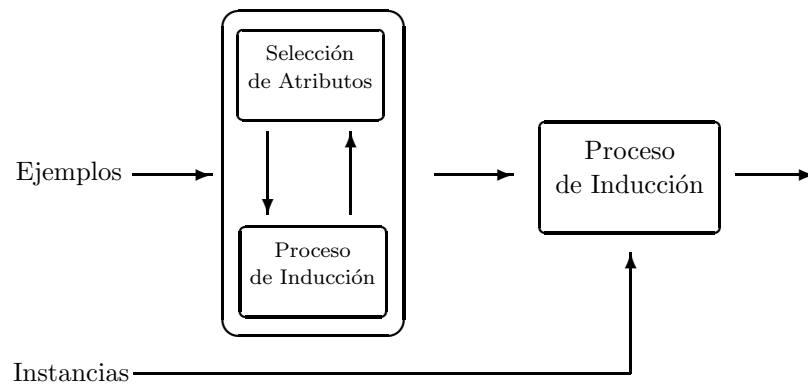 Selección
de Atributos
Ejemplos
Proceso
de Inducción
Proceso
de Inducción
Instancias